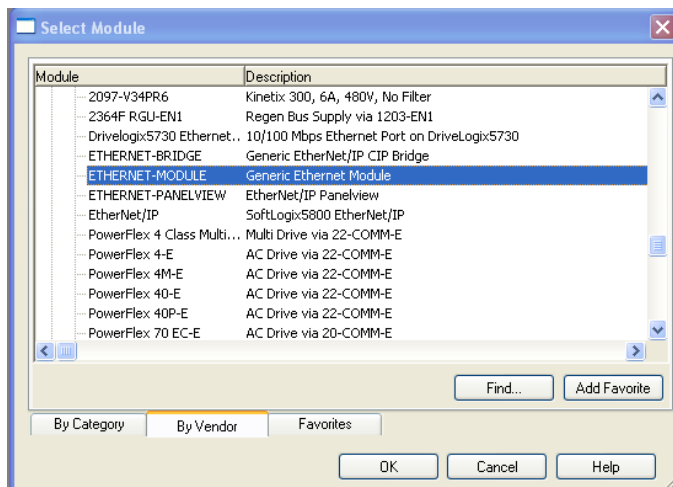 Select Module
Module Description
2097-V34PR6 Kinetix 300, 6A, 480V, No Filter
2364F RGU-EN1 Regen Bus Supply via 1203-EN1
Drivelogix5730 Ethernet... 10/100 Mbps Ethernet Port on DriveLogix5730
ETHERNET-BRIDGE Generic EtherNet/IP CIP Bridge
ETHERNET-MODULE Generic Ethernet Module
ETHERNET-PANELVIEW EtherNet/IP Panelview
EtherNet/IP SoftLogix5800 EtherNet/IP
PowerFlex 4 Class Multi... Multi Drive via 22-COMM-E
PowerFlex 4-E AC Drive via 22-COMM-E
PowerFlex 4M-E AC Drive via 22-COMM-E
PowerFlex 40-E AC Drive via 22-COMM-E
PowerFlex 40P-E AC Drive via 22-COMM-E
PowerFlex 70 EC-E AC Drive via 20-COMM-E
Find... Add Favorite
By Category By Vendor Favorites
OK Cancel Help